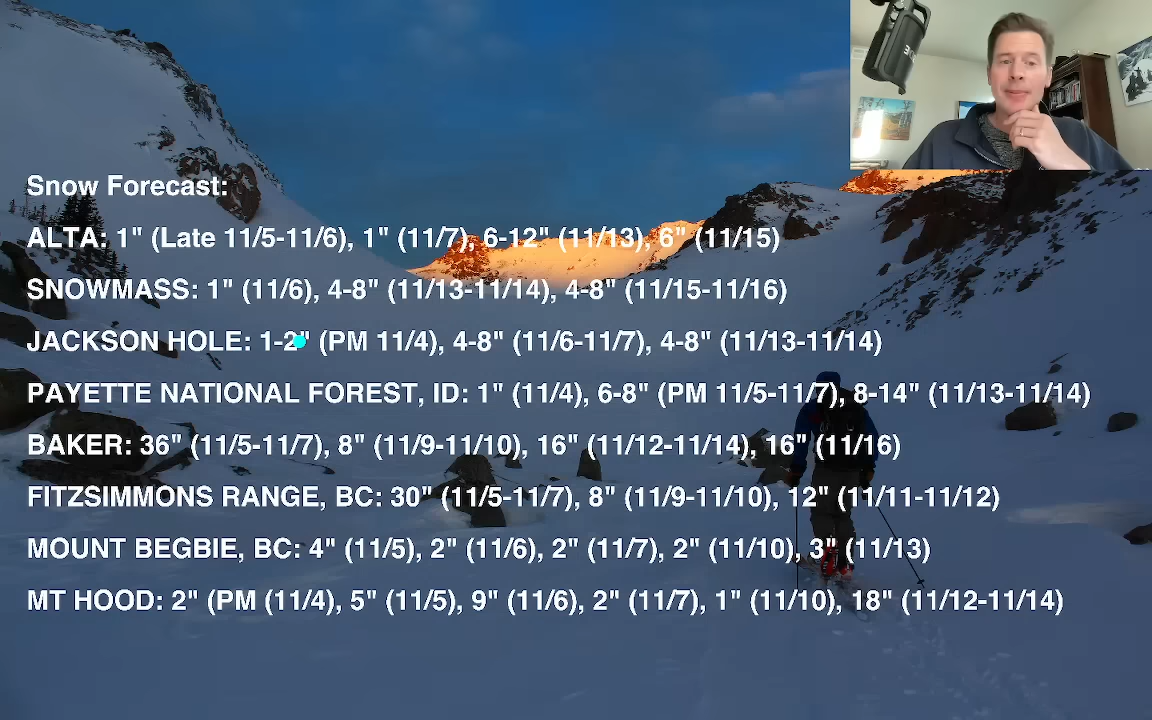 Snow Forecast:
ALTA: 1" (Late 11/5-11/6), 1" (11/7), 6-12" (11/13), 6" (11/15)
SNOWMASS: 1" (11/6), 4-8" (11/13-11/14), 4-8" (11/15-11/16)
JACKSON HOLE: 1-2" (PM 11/4), 4-8" (11/6-11/7), 4-8" (11/13-11/14)
PAYETTE NATIONAL FOREST, ID: 1" (11/4), 6-8" (PM 11/5-11/7), 8-14" (11/13-11/14)
BAKER: 36" (11/5-11/7), 8" (11/9-11/10), 16" (11/12-11/14), 16" (11/16)
FITZSIMMONS RANGE, BC: 30" (11/5-11/7), 8" (11/9-11/10), 12" (11/11-11/12)
MOUNT BEGBIE, BC: 4" (11/5), 2" (11/6), 2" (11/7), 2" (11/10), 3" (11/13)
MT HOOD: 2" (PM (11/4), 5" (11/5), 9" (11/6), 2" (11/7), 1" (11/10), 18" (11/12-11/14)